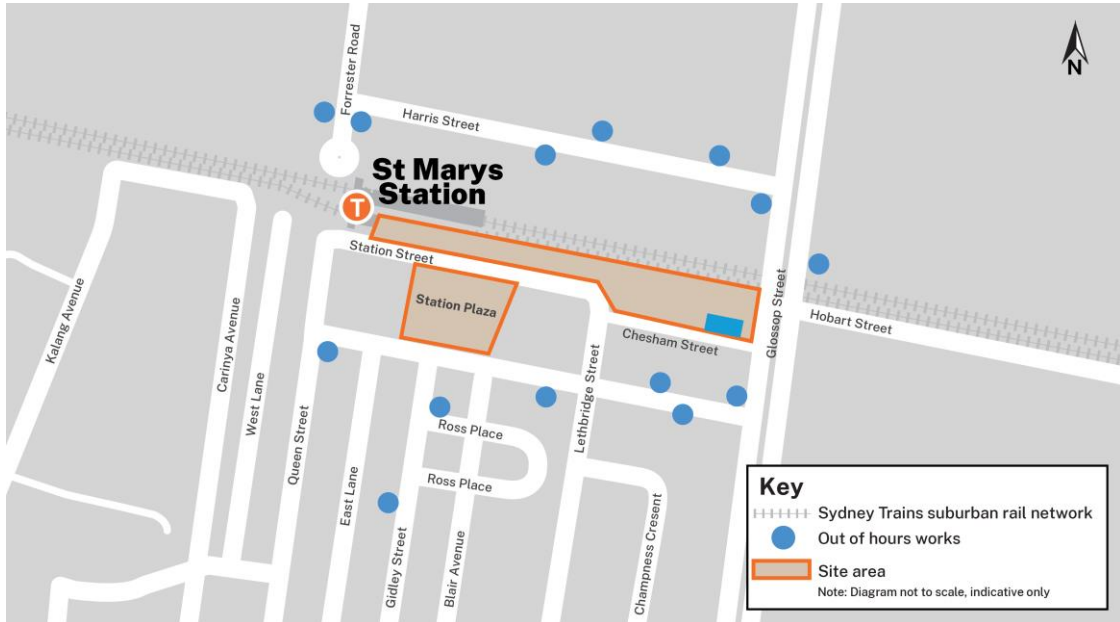 Forrester Road
Harris Street
N
St Marys
Station
T
Station Street
Station Plaza
Kalang Avenue
Carinya Avenue
West Lane
Queen Street
East Lane
Gidley Street
Blair Avenue
Ross Place
Ross Place
Lethbridge Street
Chesham Street
Champness Cresent
Glossop Street
Hobart Street
Key
Sydney Trains suburban rail network
Out of hours works
Site area
Note: Diagram not to scale, indicative only